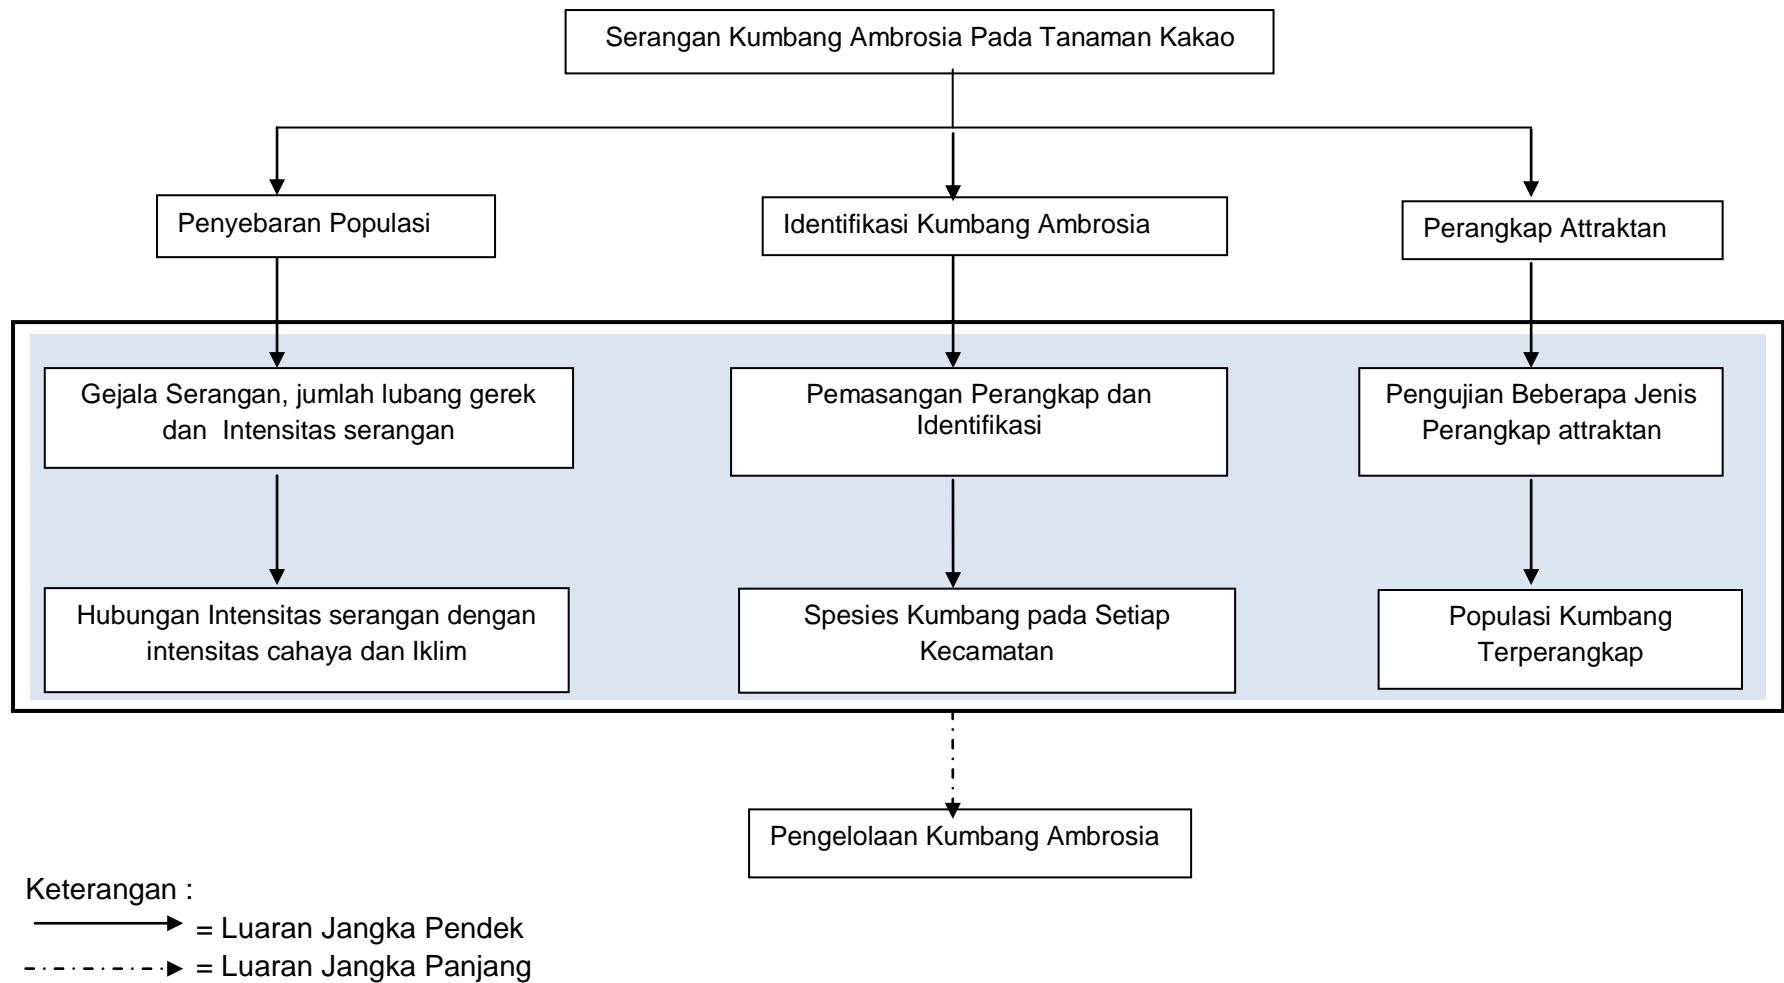 Serangan Kumbang Ambrosia Pada Tanaman Kakao
Penyebaran Populasi
Identifikasi Kumbang Ambrosia
Perangkap Attraktan
Gejala Serangan, jumlah lubang gerek
dan Intensitas serangan
Pemasangan Perangkap dan
Identifikasi
Pengujian Beberapa Jenis
Perangkap attraktan
Hubungan Intensitas serangan dengan
intensitas cahaya dan Iklim
Spesies Kumbang pada Setiap
Kecamatan
Populasi Kumbang
Terperangkap
Pengelolaan Kumbang Ambrosia
Keterangan :
= Luaran Jangka Pendek
= Luaran Jangka Panjang